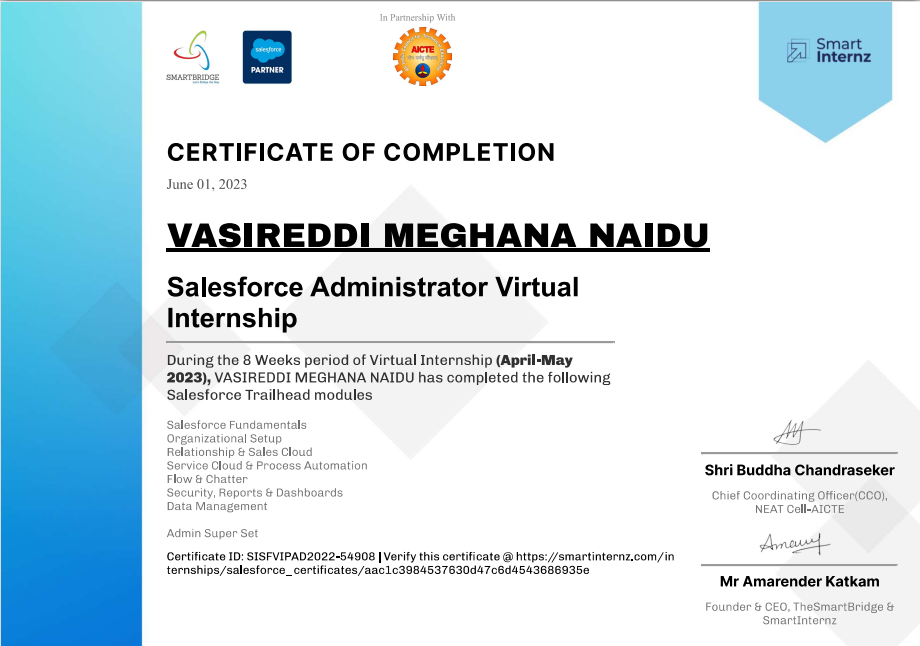 In Partnership With
SMARTBRIDGE
salesforce
PARTNER
AICTE
Smart
Internz
CERTIFICATE OF COMPLETION
June 01, 2023
VASIREDDI MEGHANA NAIDU
Salesforce Administrator Virtual
Internship
During the 8 Weeks period of Virtual Internship (April-May
2023), VASIREDDI MEGHANA NAIDU has completed the following
Salesforce Trailhead modules
Salesforce Fundamentals
Organizational Setup
Relationship & Sales Cloud
Service Cloud & Process Automation
Flow & Chatter
Security, Reports & Dashboards
Data Management
Admin Super Set
Certificate ID: SISFVIPAD2022-54908 | Verify this certificate @ https://smartinternz.com/in
ternships/salesforce_certificates/aac1c3984537630d47c6d4543686935e
Shri Buddha Chandraseker
Chief Coordinating Officer(CCO),
NEAT Cell-AICTE
Mr Amarender Katkam
Founder & CEO, TheSmartBridge &
SmartInternz